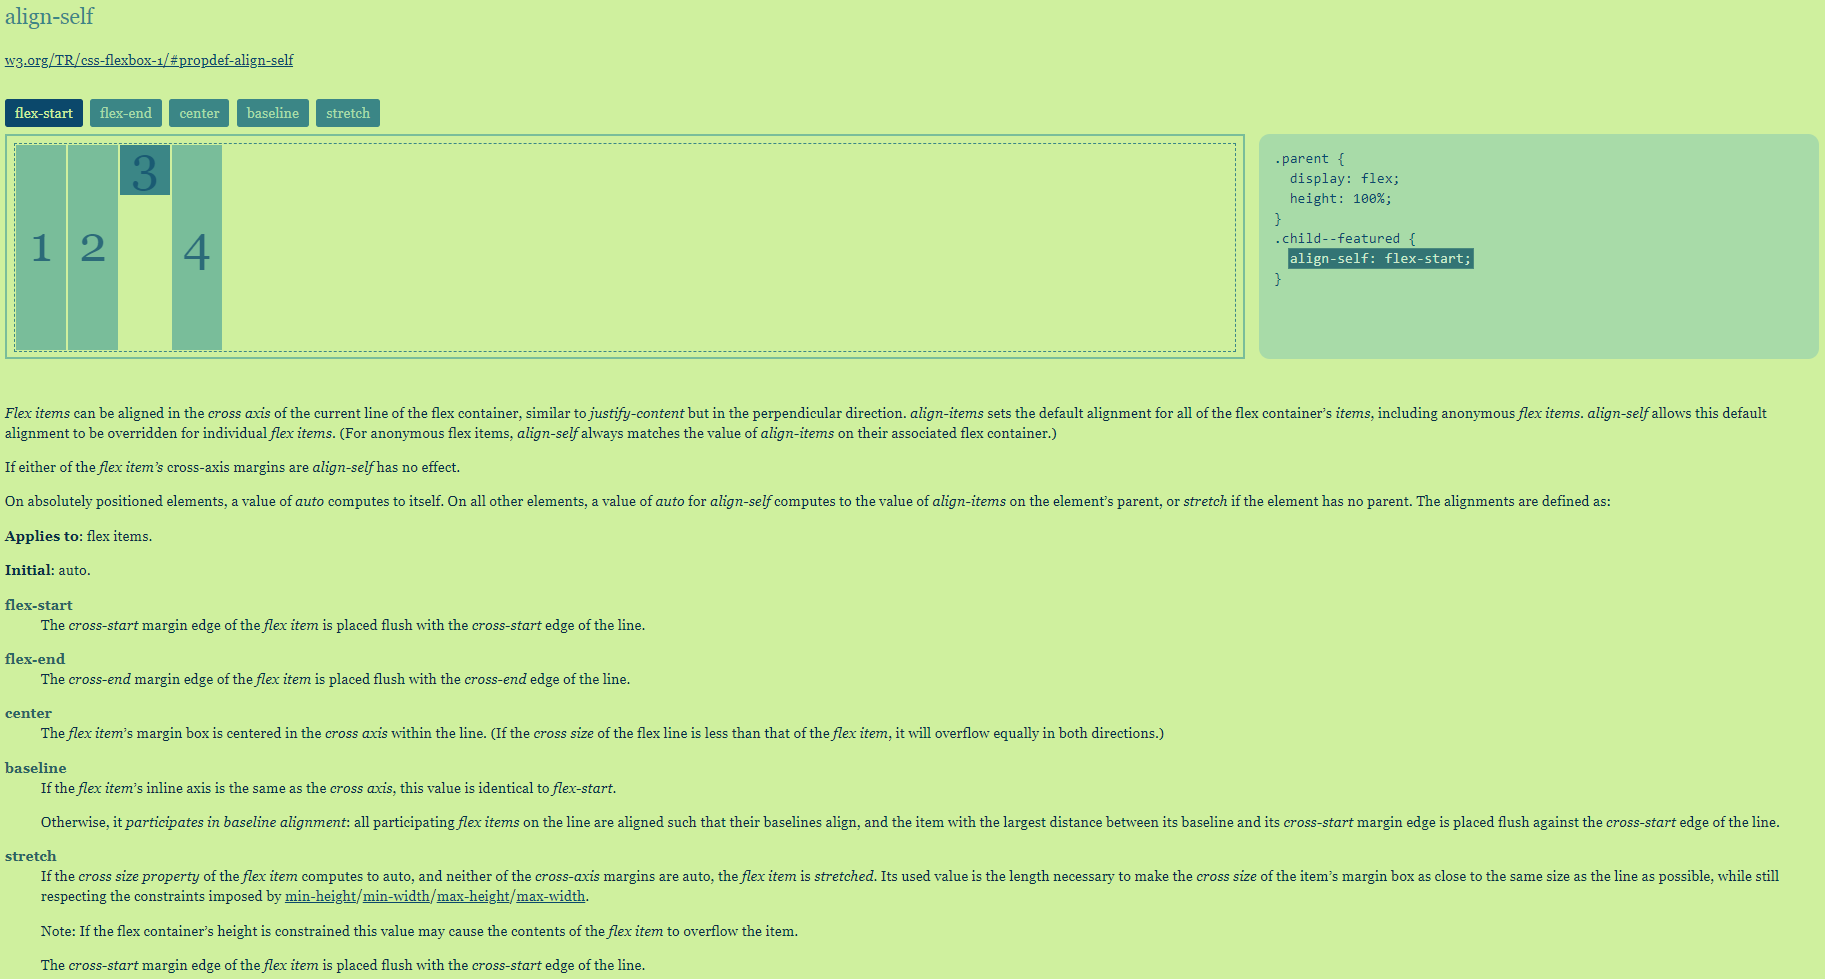 align-self
w3.org/TR/css-flexbox-1/#propdef-align-self
flex-start flex-end center baseline stretch
1 2 3 4
.parent {
display: flex;
height: 100%;
}
.child--featured {
align-self: flex-start;
}
Flex items can be aligned in the cross axis of the current line of the flex container, similar to justify-content but in the perpendicular direction. align-items sets the default alignment for all of the flex container’s items, including anonymous flex items. align-self allows this default
alignment to be overridden for individual flex items. (For anonymous flex items, align-self always matches the value of align-items on their associated flex container.)
If either of the flex item’s cross-axis margins are align-self has no effect.
On absolutely positioned elements, a value of auto computes to itself. On all other elements, a value of auto for align-self computes to the value of align-items on the element’s parent, or stretch if the element has no parent. The alignments are defined as:
Applies to: flex items.
Initial: auto.
flex-start
The cross-start margin edge of the flex item is placed flush with the cross-start edge of the line.
flex-end
The cross-end margin edge of the flex item is placed flush with the cross-end edge of the line.
center
The flex item’s margin box is centered in the cross axis within the line. (If the cross size of the flex line is less than that of the flex item, it will overflow equally in both directions.)
baseline
If the flex item’s inline axis is the same as the cross axis, this value is identical to flex-start.
Otherwise, it participates in baseline alignment: all participating flex items on the line are aligned such that their baselines align, and the item with the largest distance between its baseline and its cross-start margin edge is placed flush against the cross-start edge of the line.
stretch
If the cross size property of the flex item computes to auto, and neither of the cross-axis margins are auto, the flex item is stretched. Its used value is the length necessary to make the cross size of the item’s margin box as close to the same size as the line as possible, while still
respecting the constraints imposed by min-height/min-width/max-height/max-width.
Note: If the flex container’s height is constrained this value may cause the contents of the flex item to overflow the item.
The cross-start margin edge of the flex item is placed flush with the cross-start edge of the line.